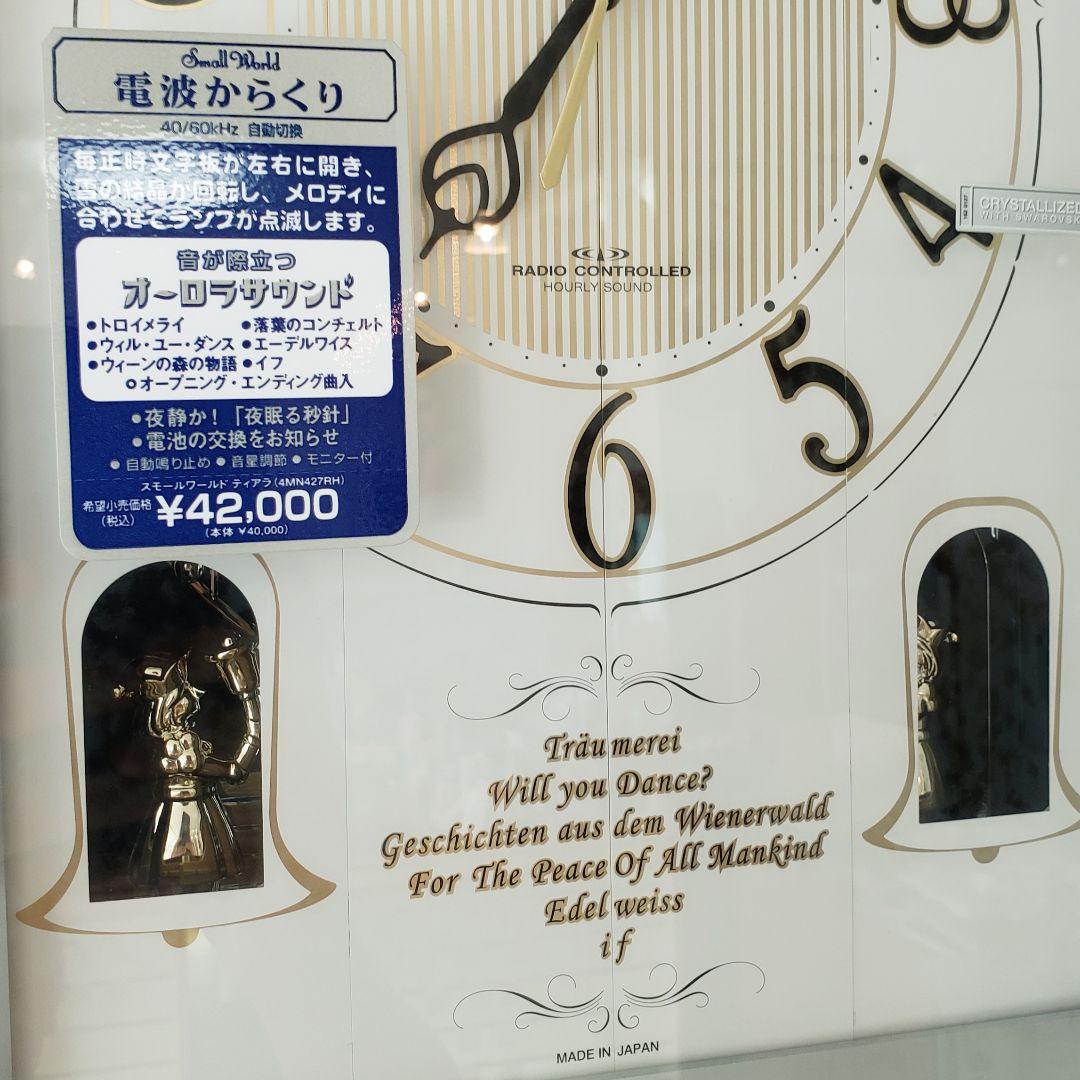 Small World
電波からくり
40/60kHz 自動切換
毎正時文字板が左右に開き、
雪の結晶が回転し、メロディに
合わせてランプが点滅します。
音が際立つ
オーロラサウンド
●トロイメライ ●落葉のコンチェルト
●ウィル・ユー・ダンス ●エーデルワイス
●ウィーンの森の物語 ●イフ
○オープニング・エンディング曲入
●夜静か！「夜眠る秒針」
●電池の交換をお知らせ
●自動鳴り止め ●音量調節 ●モニター付
スモールワールド ティアラ(4MN427RH)
希望小売価格
(税込) ¥42,000
(本体 ¥40,000)
RADIO CONTROLLED
HOURLY SOUND
4
CRYSTALLIZED
WITH SWAROVSK
5
6
Träumerei
Will you Dance?
Geschichten aus dem Wienerwald
For The Peace Of All Mankind
Edelweiss
if
MADE IN JAPAN